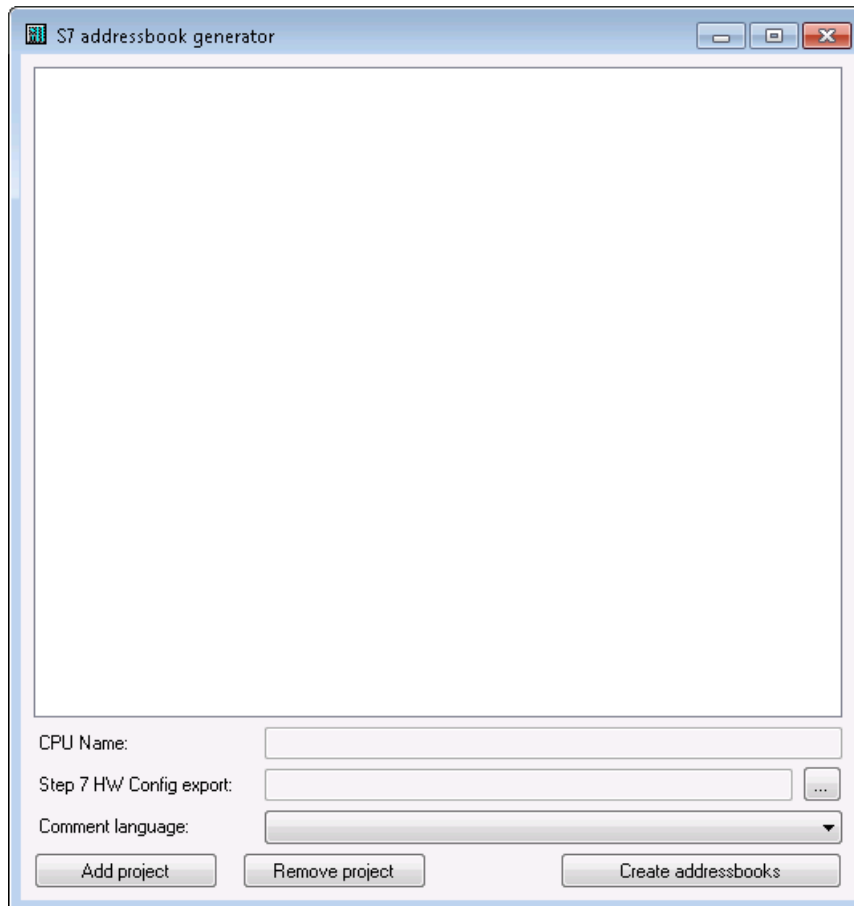 S7 addressbook generator
CPU Name:
Step 7 HW Config export:
...
Comment language:
Add project
Remove project
Create addressbooks